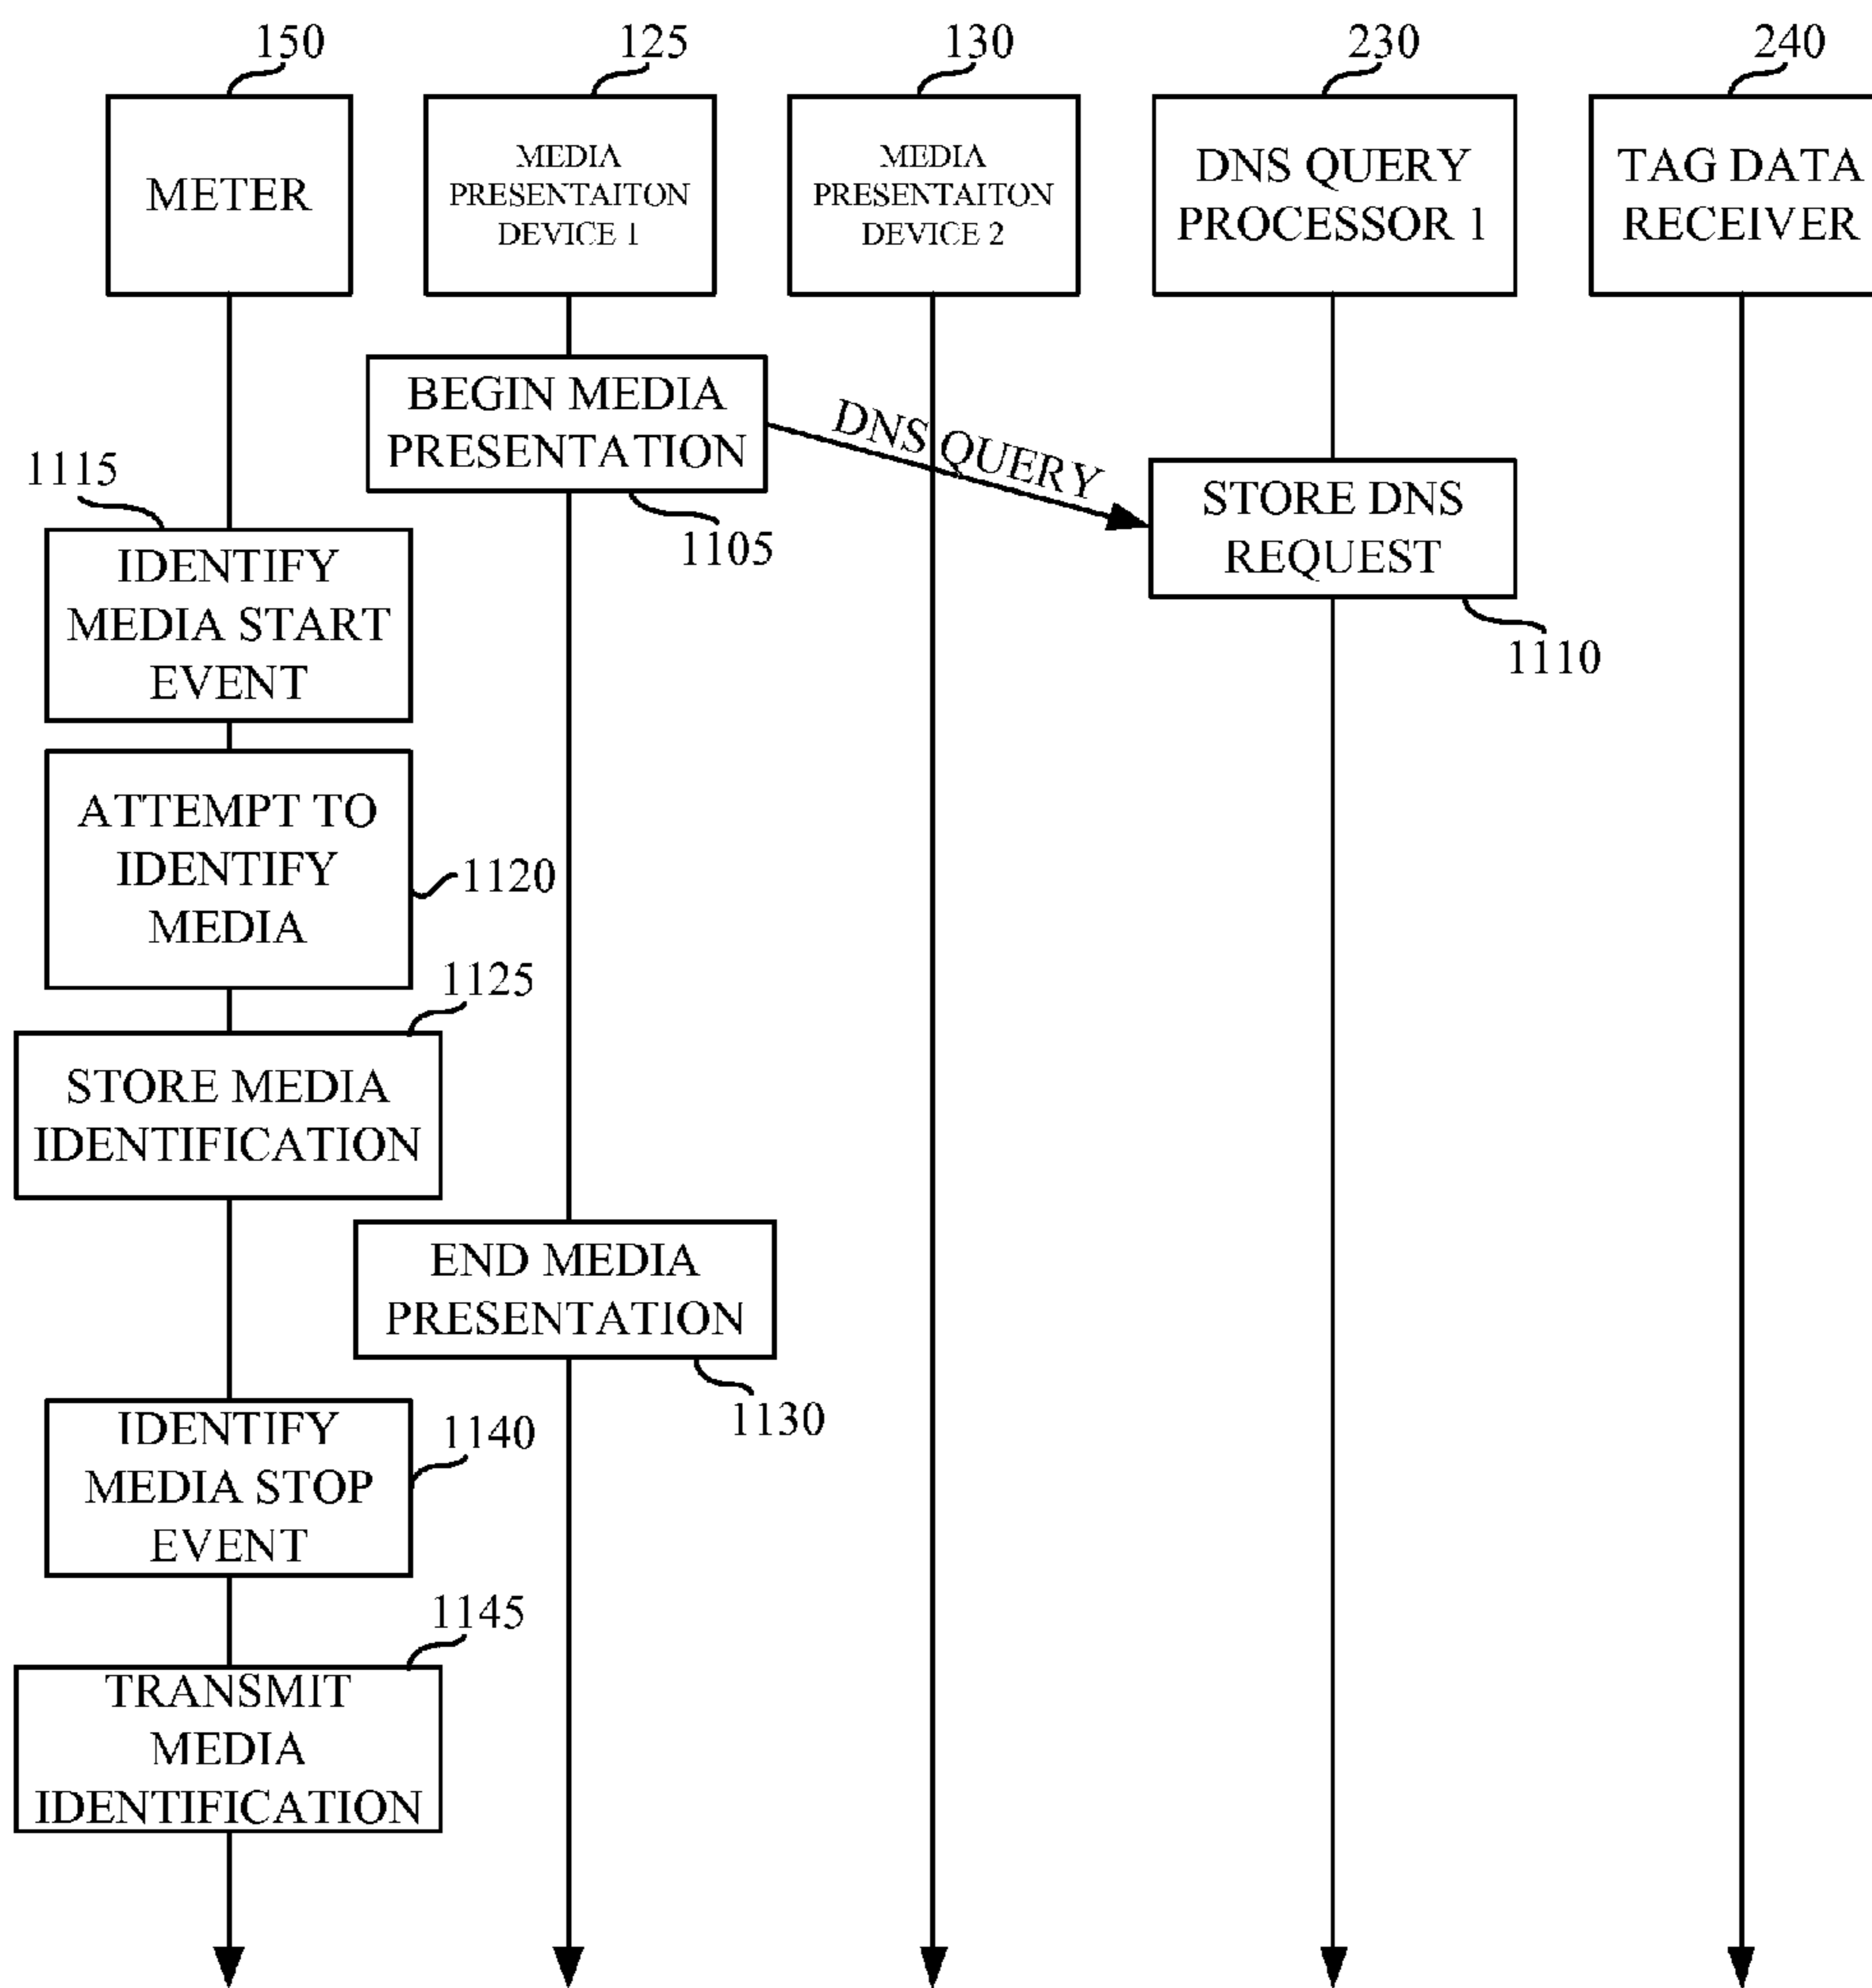 150
125
130
230
240
METER
MEDIA
PRESENTAITON
DEVICE 1
MEDIA
PRESENTAITON
DEVICE 2
DNS QUERY
PROCESSOR 1
TAG DATA
RECEIVER
BEGIN MEDIA
PRESENTATION
1105
DNS QUERY
STORE DNS
REQUEST
1110
1115
IDENTIFY
MEDIA START
EVENT
ATTEMPT TO
IDENTIFY
MEDIA
1120
1125
STORE MEDIA
IDENTIFICATION
END MEDIA
PRESENTATION
1130
IDENTIFY
MEDIA STOP
EVENT
1140
1145
TRANSMIT
MEDIA
IDENTIFICATION